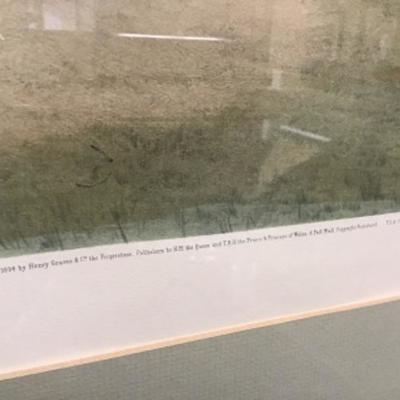 1894 by Henry Graves & Co the Proprietors, Publishers to H.M. the Queen and T.R.H. the Prince & Princess of Wales, 6 Pall Mall, Copyright Registered